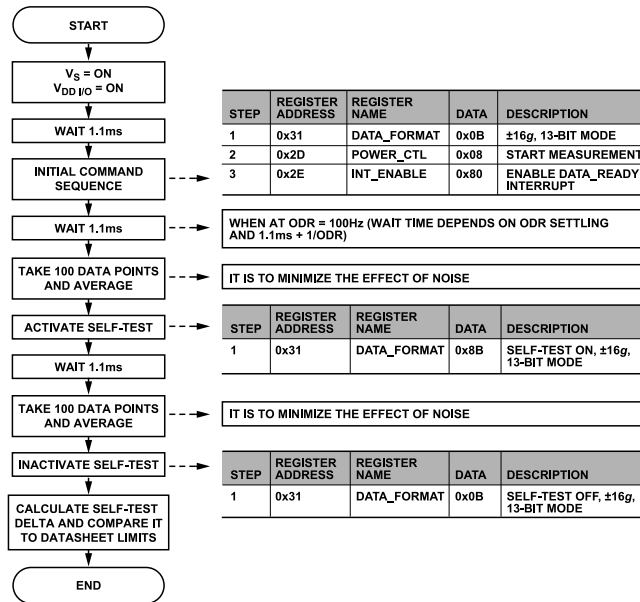 START
VS = ON
VDD I/O = ON
WAIT 1.1ms
INITIAL COMMAND
SEQUENCE
STEP REGISTER ADDRESS REGISTER NAME DATA DESCRIPTION
1 0x31 DATA_FORMAT 0x0B ±16g, 13-BIT MODE
2 0x2D POWER_CTL 0x08 START MEASUREMENT
3 0x2E INT_ENABLE 0x80 ENABLE DATA_READY
INTERRUPT
WAIT 1.1ms
WHEN AT ODR = 100Hz (WAIT TIME DEPENDS ON ODR SETTLING
AND 1.1ms + 1/ODR)
TAKE 100 DATA POINTS
AND AVERAGE
IT IS TO MINIMIZE THE EFFECT OF NOISE
ACTIVATE SELF-TEST
STEP REGISTER ADDRESS REGISTER NAME DATA DESCRIPTION
1 0x31 DATA_FORMAT 0x8B SELF-TEST ON, ±16g,
13-BIT MODE
WAIT 1.1ms
TAKE 100 DATA POINTS
AND AVERAGE
IT IS TO MINIMIZE THE EFFECT OF NOISE
INACTIVATE SELF-TEST
STEP REGISTER ADDRESS REGISTER NAME DATA DESCRIPTION
1 0x31 DATA_FORMAT 0x0B SELF-TEST OFF, ±16g,
13-BIT MODE
CALCULATE SELF-TEST
DELTA AND COMPARE IT
TO DATASHEET LIMITS
END